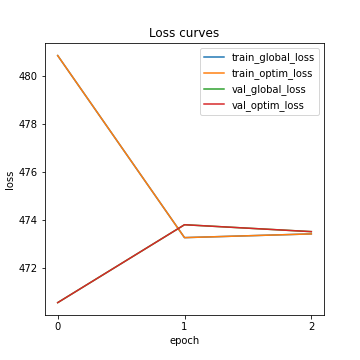 Loss curves
train_global_loss
train_optim_loss
val_global_loss
val_optim_loss
480
478
476
474
472
loss
0 1 2
epoch